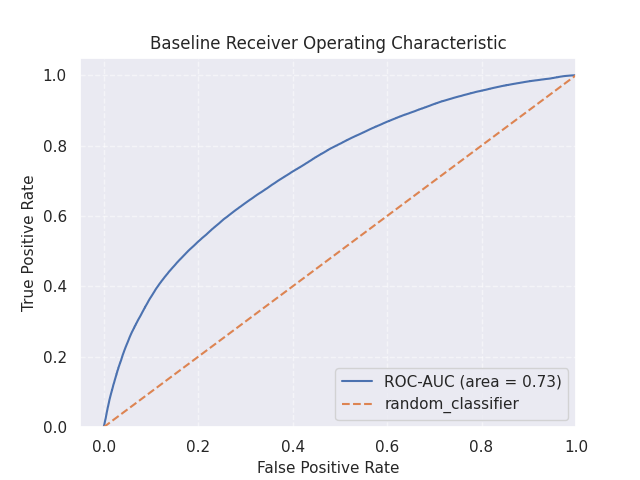 Baseline Receiver Operating Characteristic
True Positive Rate
1.0
0.8
0.6
0.4
0.2
0.0
0.0 0.2 0.4 0.6 0.8 1.0
False Positive Rate
ROC-AUC (area = 0.73)
random_classifier